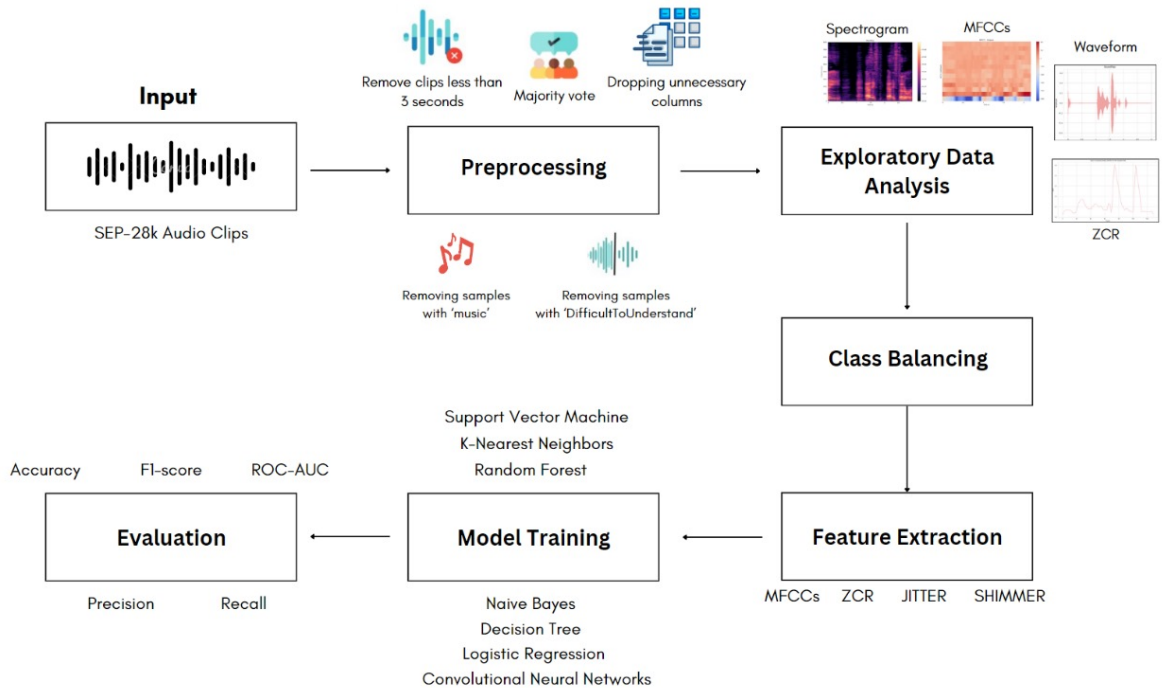 Input
SEP-28k Audio Clips
Remove clips less than
3 seconds
Majority vote
Dropping unnecessary
columns
Preprocessing
Removing samples
with 'music'
Removing samples
with 'DifficultToUnderstand'
Spectrogram
MFCCs
Waveform
Exploratory Data
Analysis
ZCR
Class Balancing
Feature Extraction
MFCCs ZCR JITTER SHIMMER
Support Vector Machine
K-Nearest Neighbors
Random Forest
Model Training
Naive Bayes
Decision Tree
Logistic Regression
Convolutional Neural Networks
Accuracy F1-score ROC-AUC
Evaluation
Precision Recall